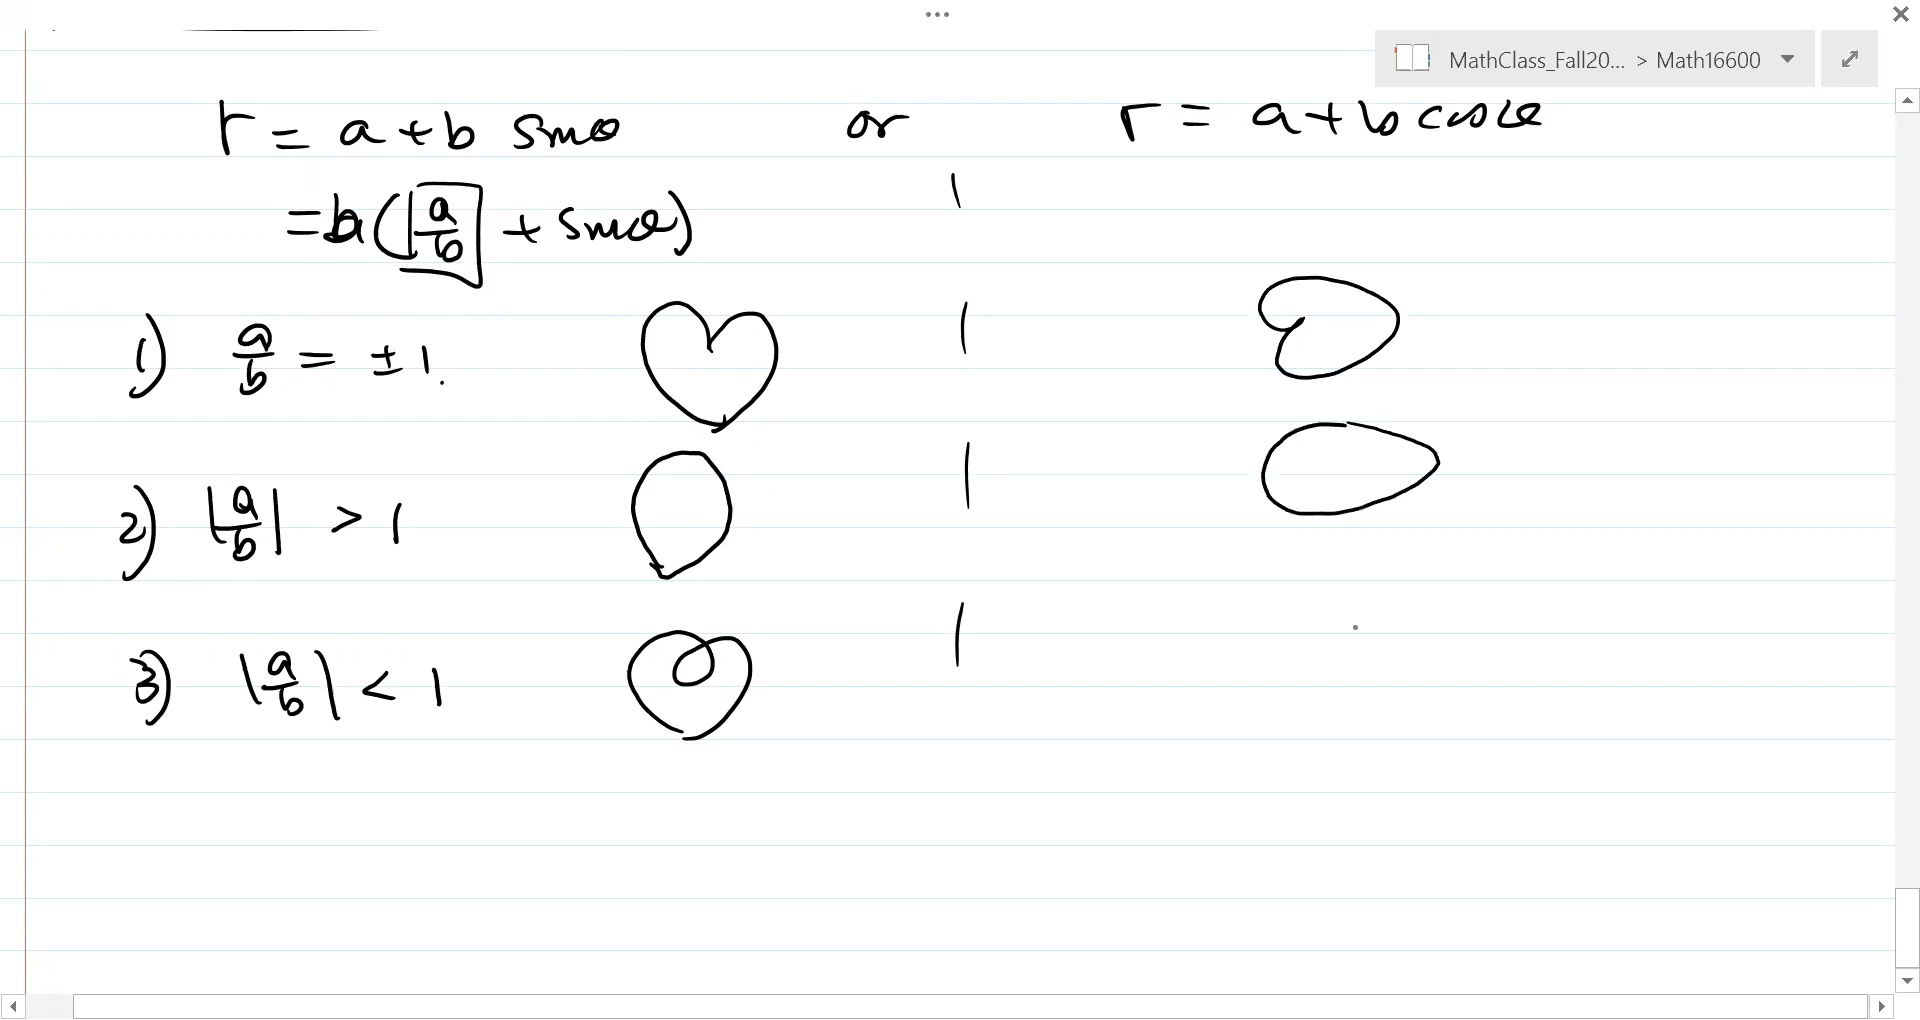 MathClass_Fall20... > Math16600
r = a + b sinθ or r = a + b cosθ
= b(|a/b| + sinθ) |
1) a/b = ±1. |
2) |a/b| > 1 |
3) |a/b| < 1 |